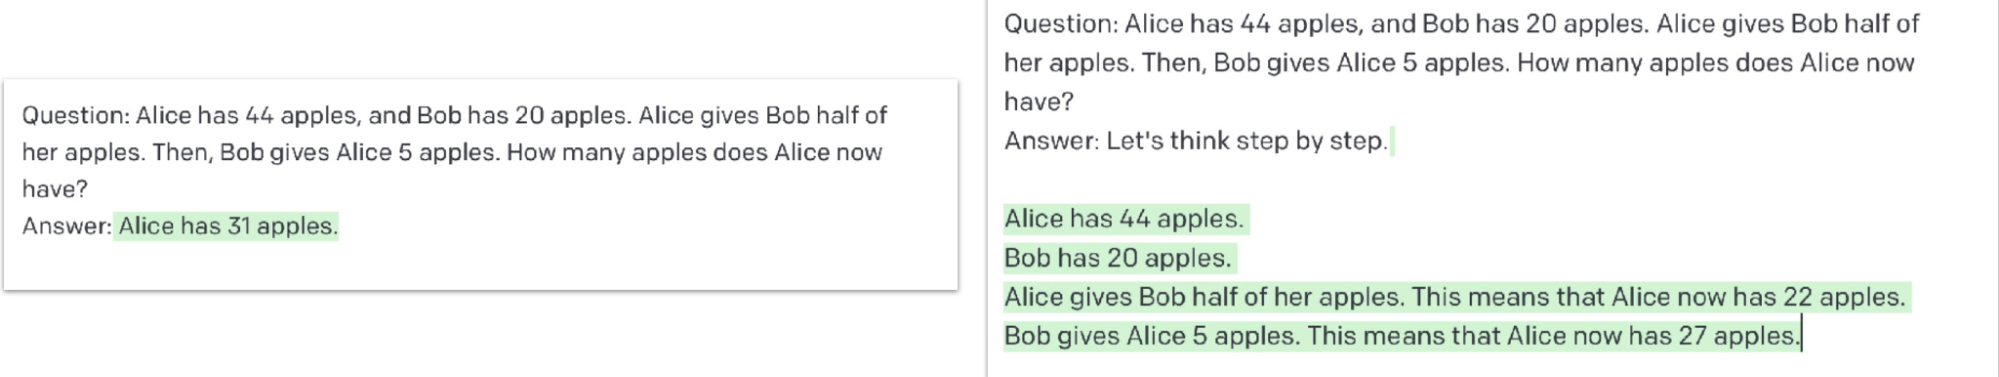 Question: Alice has 44 apples, and Bob has 20 apples. Alice gives Bob half of
her apples. Then, Bob gives Alice 5 apples. How many apples does Alice now
have?
Answer: Alice has 31 apples.
Question: Alice has 44 apples, and Bob has 20 apples. Alice gives Bob half of
her apples. Then, Bob gives Alice 5 apples. How many apples does Alice now
have?
Answer: Let's think step by step.
Alice has 44 apples.
Bob has 20 apples.
Alice gives Bob half of her apples. This means that Alice now has 22 apples.
Bob gives Alice 5 apples. This means that Alice now has 27 apples.